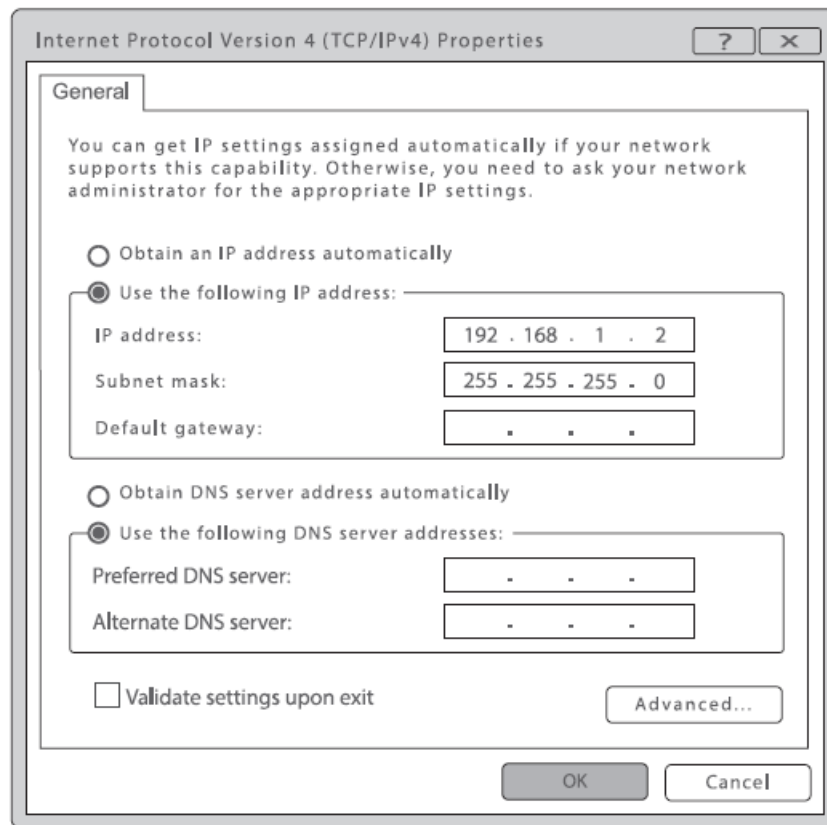 Internet Protocol Version 4 (TCP/IPv4) Properties ? X
General
You can get IP settings assigned automatically if your network
supports this capability. Otherwise, you need to ask your network
administrator for the appropriate IP settings.
Obtain an IP address automatically
Use the following IP address:
IP address: 192 . 168 . 1 . 2
Subnet mask: 255 . 255 . 255 . 0
Default gateway: . . .
Obtain DNS server address automatically
Use the following DNS server addresses:
Preferred DNS server: . . .
Alternate DNS server: . . .
Validate settings upon exit
Advanced...
OK Cancel